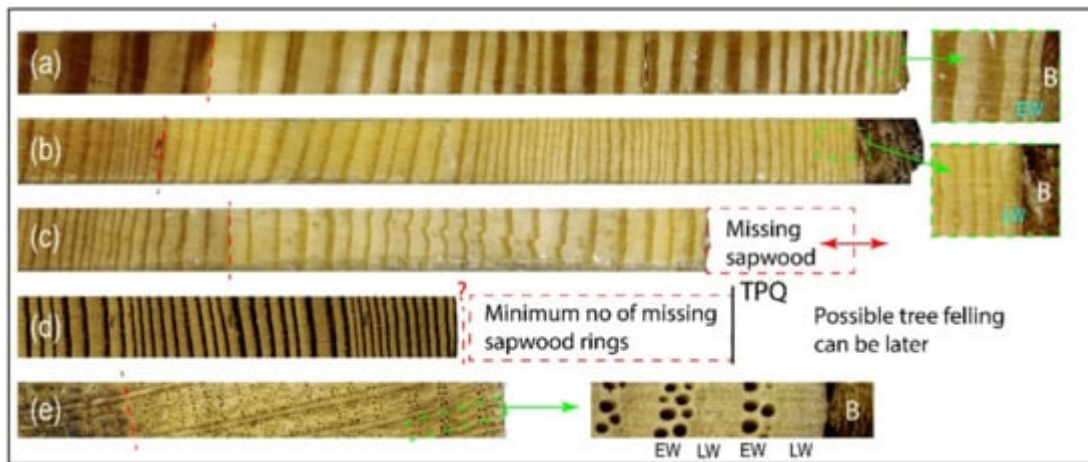 (a)
B
EW
(b)
B
LW
(c)
Missing
sapwood
(d)
?
Minimum no of missing
sapwood rings
TPQ
Possible tree felling
can be later
(e)
B
EW LW EW LW